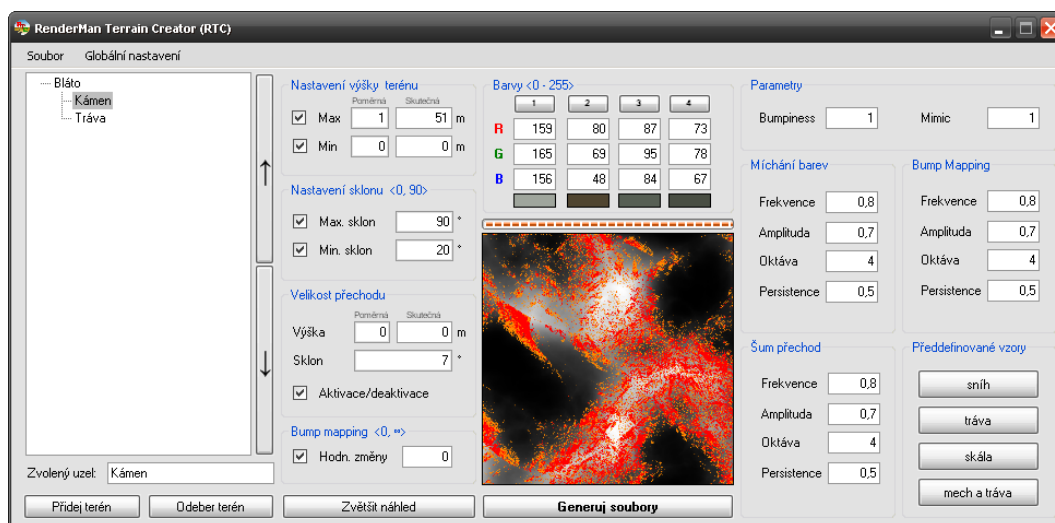 RenderMan Terrain Creator (RTC)
Soubor Globální nastavení
Bláto
Kámen
Tráva
Zvolený uzel: Kámen
Přidej terén Odeber terén
Nastavení výšky terénu
Poměrná Skutečná
Max 1 51 m
Min 0 0 m
Nastavení sklonu <0, 90>
Max. sklon 90 °
Min. sklon 20 °
Velikost přechodu
Poměrná Skutečná
Výška 0 0 m
Sklon 7 °
Aktivace/deaktivace
Bump mapping <0, ∞>
Hodn. změny 0
Zvětšit náhled
Barvy <0 - 255>
1 2 3 4
R 159 80 87 73
G 165 69 95 78
B 156 48 84 67
Generuj soubory
Parametry
Bumpiness 1 Mimic 1
Míchání barev
Frekvence 0,8
Amplituda 0,7
Oktáva 4
Persistence 0,5
Bump Mapping
Frekvence 0,8
Amplituda 0,7
Oktáva 4
Persistence 0,5
Šum přechod
Frekvence 0,8
Amplituda 0,7
Oktáva 4
Persistence 0,5
Předdefinované vzory
sníh
tráva
skála
mech a tráva